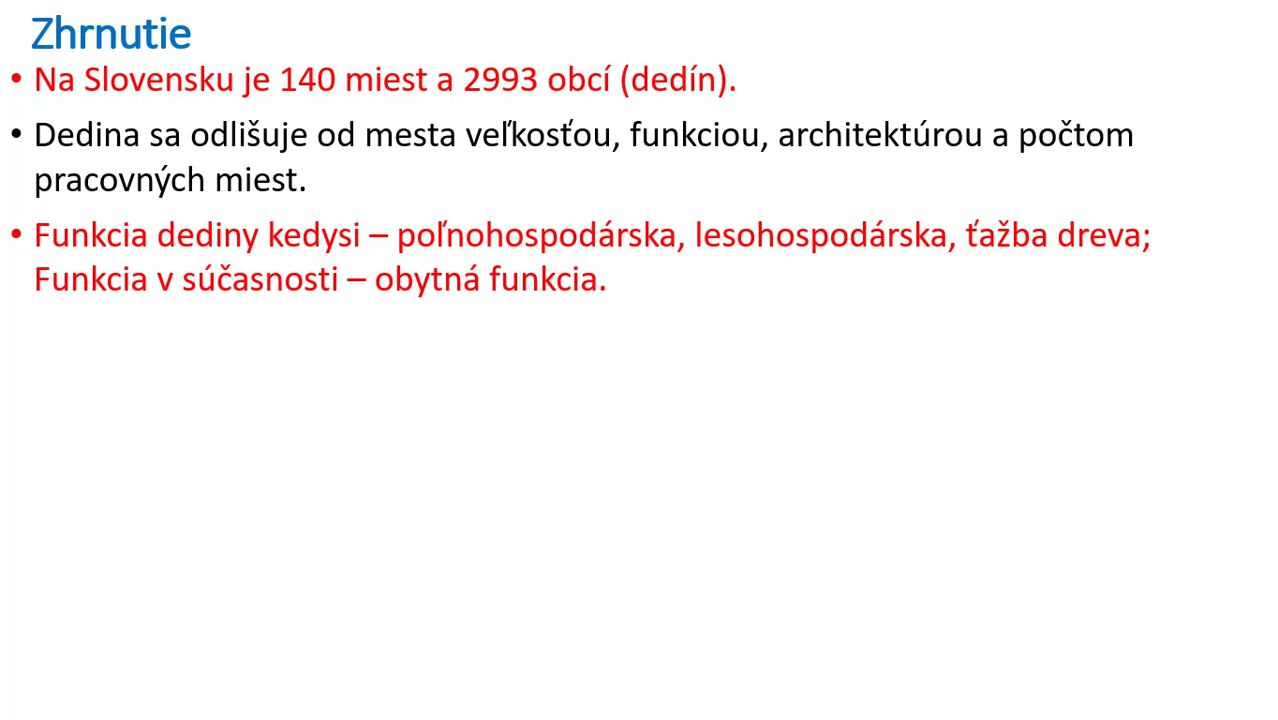 Zhrnutie
• Na Slovensku je 140 miest a 2993 obcí (dedín).
• Dedina sa odlišuje od mesta veľkosťou, funkciou, architektúrou a počtom
pracovných miest.
• Funkcia dediny kedysi – poľnohospodárska, lesohospodárska, ťažba dreva;
Funkcia v súčasnosti – obytná funkcia.